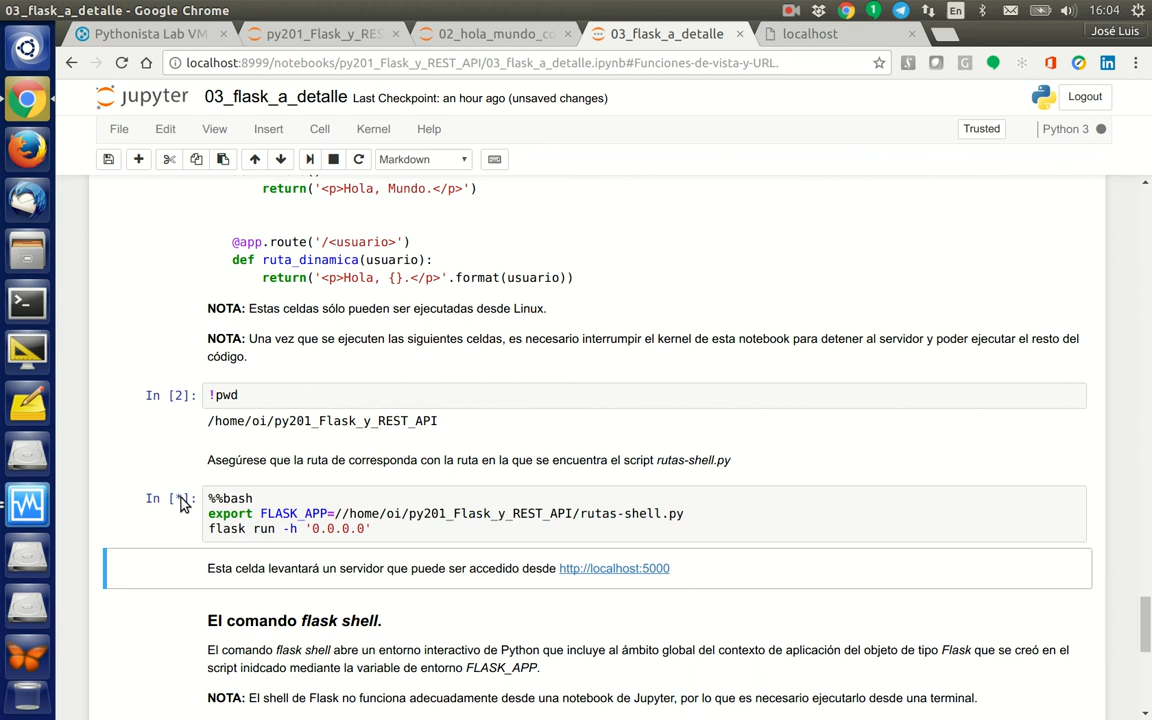 03_flask_a_detalle - Google Chrome
En
16:04
Pythonista Lab VM
py201_Flask_y_RES
02_hola_mundo_co
03_flask_a_detalle
localhost
José Luis
localhost:8999/notebooks/py201_Flask_y_REST_API/03_flask_a_detalle.ipynb#Funciones-de-vista-y-URL.
jupyter 03_flask_a_detalle Last Checkpoint: an hour ago (unsaved changes)
Logout
File Edit View Insert Cell Kernel Help
Trusted
Python 3
Markdown
return('<p>Hola, Mundo.</p>')
@app.route('/<usuario>')
def ruta_dinamica(usuario):
return('<p>Hola, {}.</p>'.format(usuario))
NOTA: Estas celdas sólo pueden ser ejecutadas desde Linux.
NOTA: Una vez que se ejecuten las siguientes celdas, es necesario interrumpir el kernel de esta notebook para detener al servidor y poder ejecutar el resto del
código.
In [2]: !pwd
/home/oi/py201_Flask_y_REST_API
Asegúrese que la ruta de corresponda con la ruta en la que se encuentra el script rutas-shell.py
In [*]: %%bash
export FLASK_APP=//home/oi/py201_Flask_y_REST_API/rutas-shell.py
flask run -h '0.0.0.0'
Esta celda levantará un servidor que puede ser accedido desde http://localhost:5000
El comando flask shell.
El comando flask shell abre un entorno interactivo de Python que incluye al ámbito global del contexto de aplicación del objeto de tipo Flask que se creó en el
script inidcado mediante la variable de entorno FLASK_APP.
NOTA: El shell de Flask no funciona adecuadamente desde una notebook de Jupyter, por lo que es necesario ejecutarlo desde una terminal.